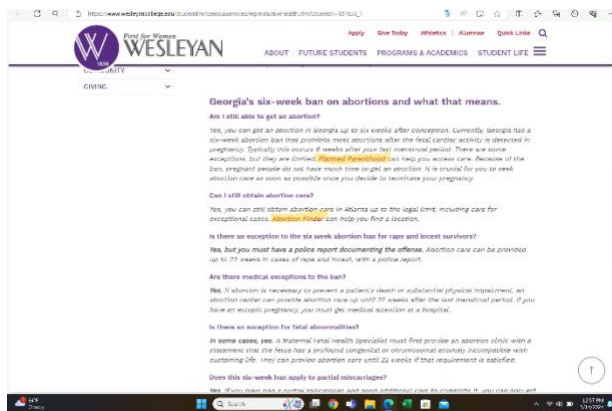 First for Women
WESLEYAN
Apply Give Today Athletics Alumnae Quick Links
ABOUT FUTURE STUDENTS PROGRAMS & ACADEMICS STUDENT LIFE
COMMUNITY
GIVING
Georgia's six-week ban on abortions and what that means.
Am I still able to get an abortion?
Yes, you can get an abortion in Georgia up to six weeks after conception. Currently, Georgia has a
six-week abortion ban that prohibits most abortions after the fetal cardiac activity is detected in
pregnancy. Typically this occurs 6 weeks after your last menstrual period. There are some
exceptions, but they are limited. Planned Parenthood can help you access care. Because of the
ban, pregnant people do not have much time to get an abortion. It is crucial for you to seek
abortion care as soon as possible once you decide to terminate your pregnancy.
Can I still obtain abortion care?
Yes, you can still obtain abortion care in Atlanta up to the legal limit, including care for
exceptional cases. Abortion Finder can help you find a location.
Is there an exception to the six week abortion ban for rape and incest survivors?
Yes, but you must have a police report documenting the offense. Abortion care can be provided
up to 22 weeks in cases of rape and incest, with a police report.
Are there medical exceptions to the ban?
Yes. If abortion is necessary to prevent a patient's death or substantial physical impairment, an
abortion center can provide abortion care up until 22 weeks after the last menstrual period. If you
have an ectopic pregnancy, you must get medical attention at a hospital.
Is there an exception for fetal abnormalities?
In some cases, yes. A Maternal Fetal Health Specialist must first provide an abortion clinic with a
statement that the fetus has a profound congenital or chromosomal anomaly incompatible with
sustaining life. They can provide abortion care until 22 weeks if that requirement is satisfied.
Does this six-week ban apply to partial miscarriages?
Search
12:57 PM